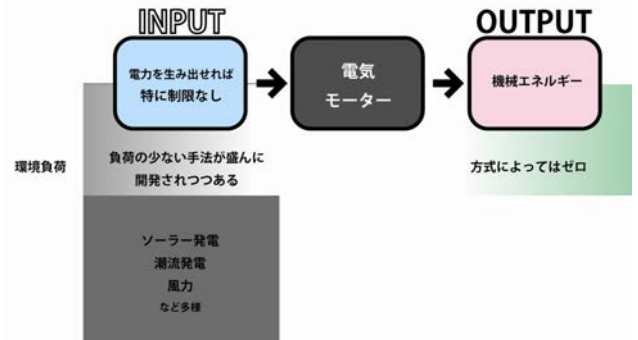 INPUT
OUTPUT
電力を生み出せれば
特に制限なし
電気
モーター
機械エネルギー
環境負荷
負荷の少ない手法が盛んに
開発されつつある
方式によってはゼロ
ソーラー発電
潮流発電
風力
など多様